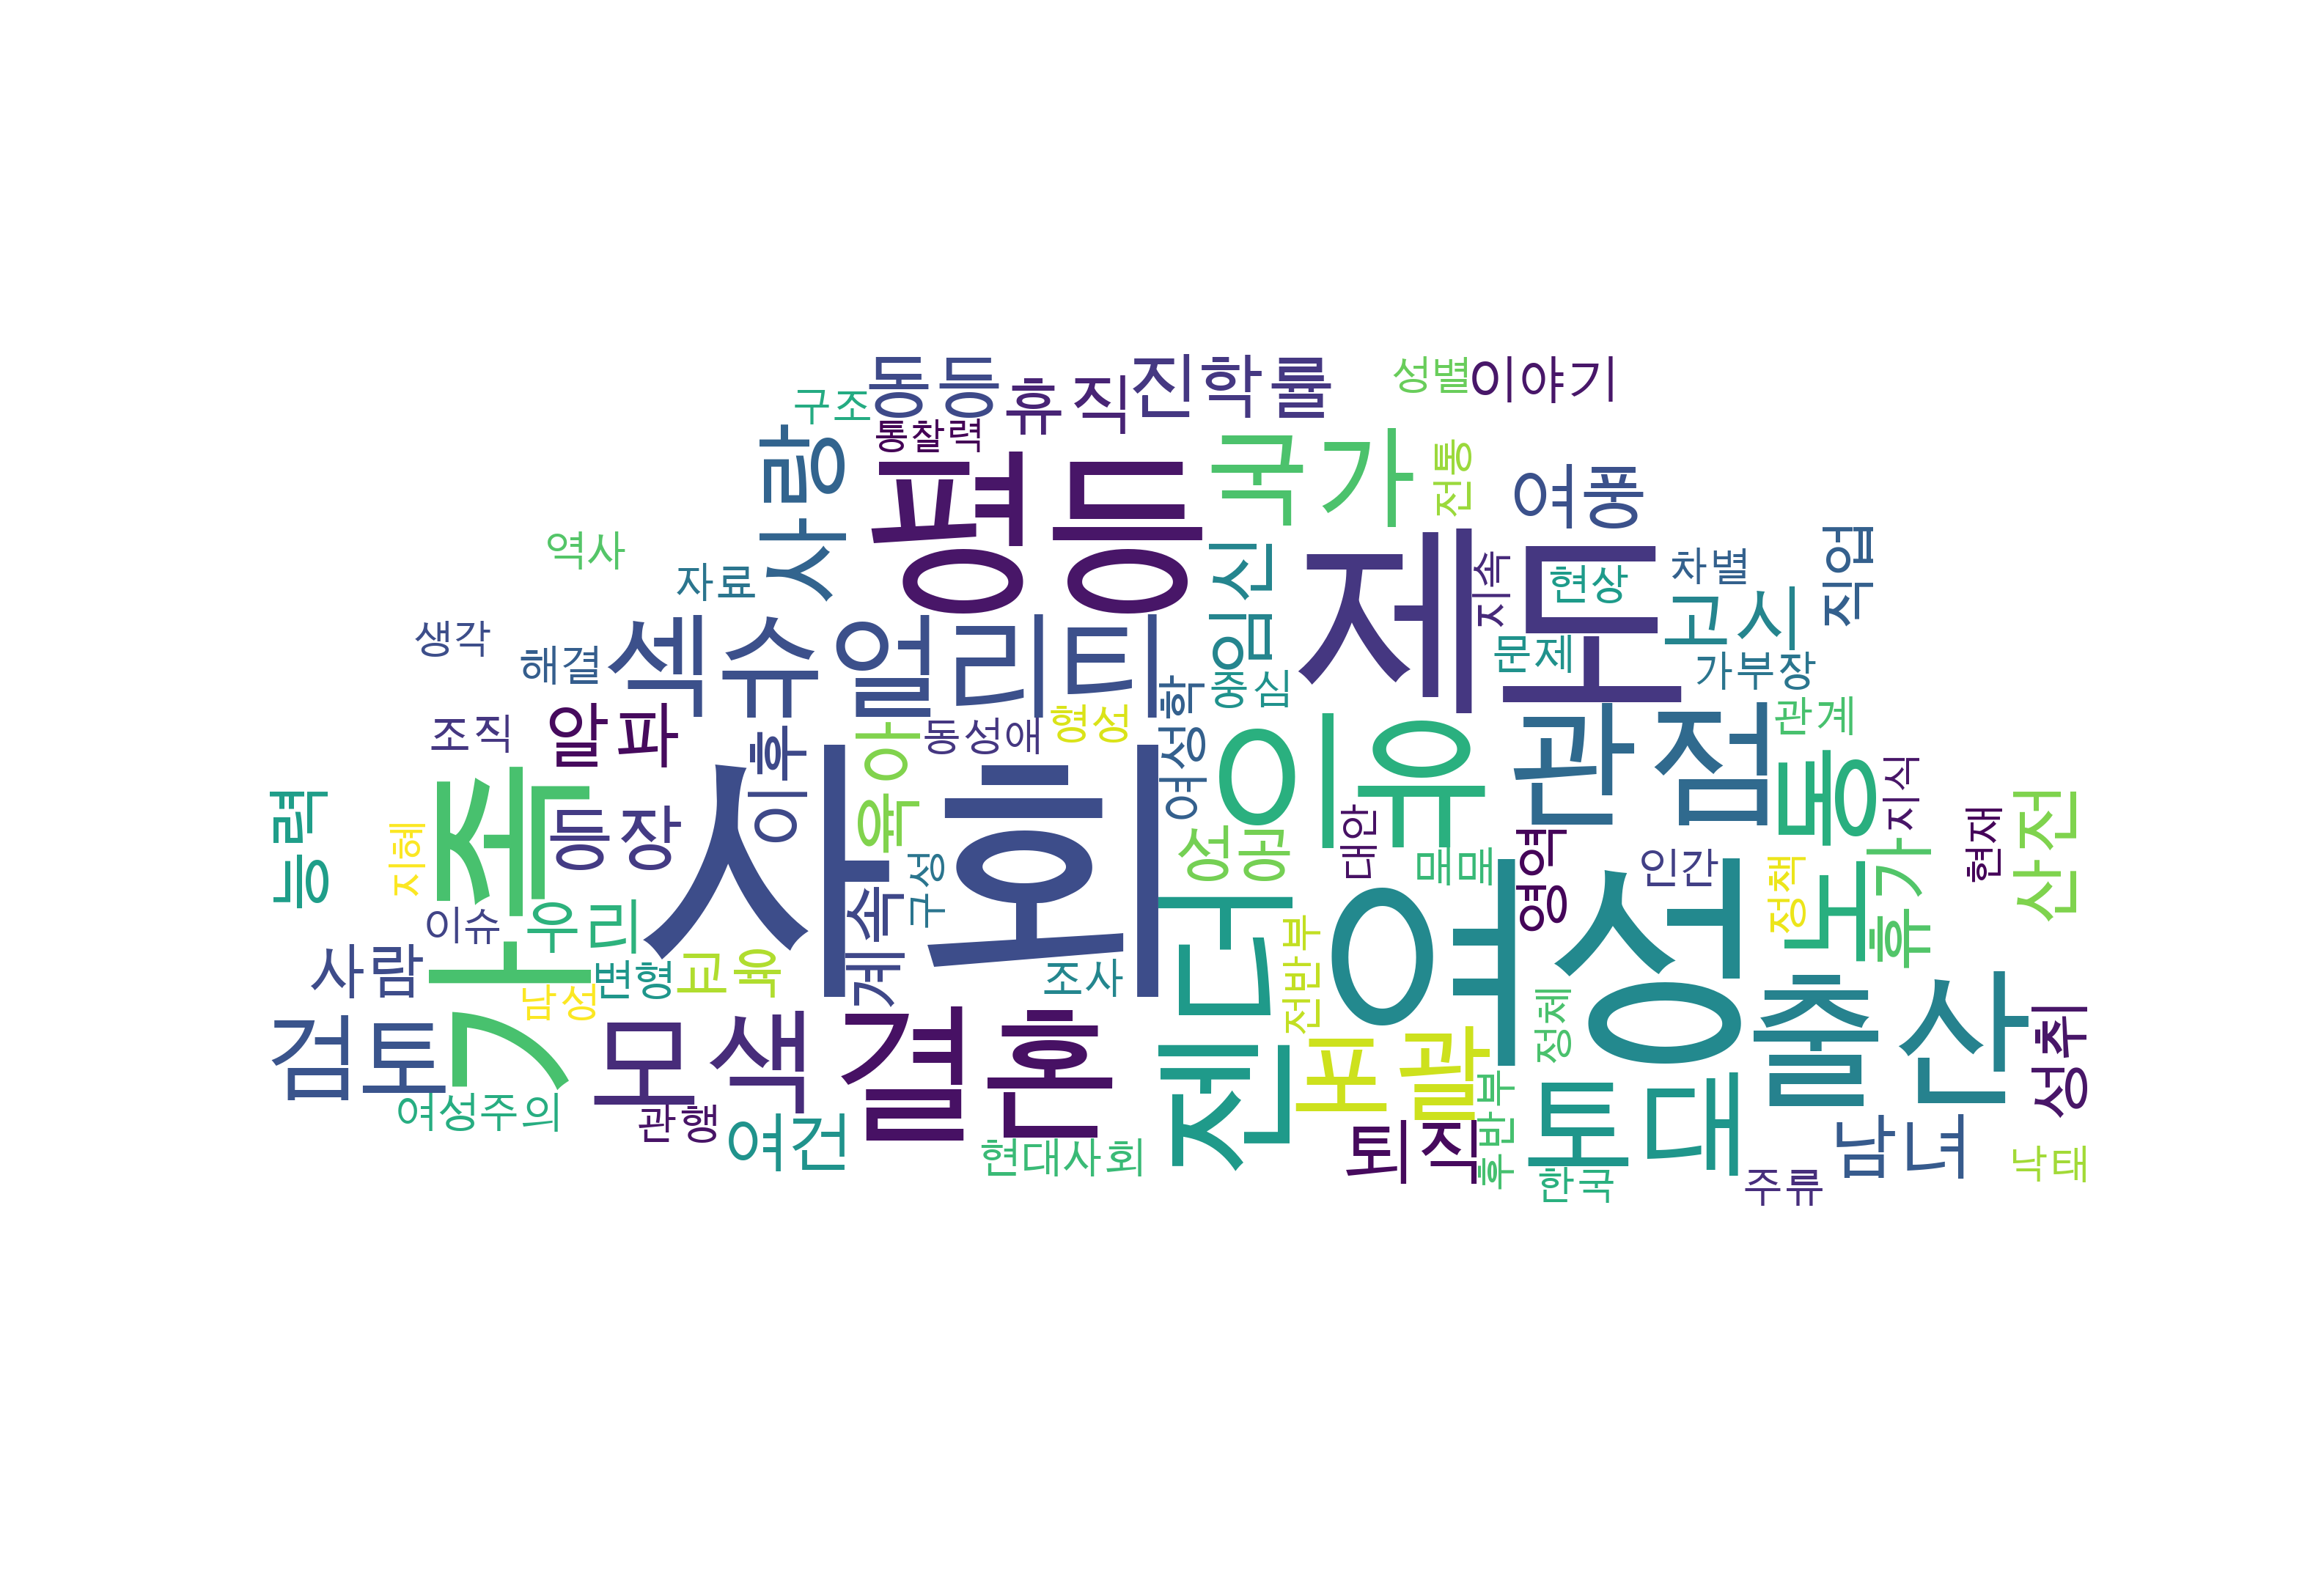 동등
휴직
진학를
성별
이야기
구조
통찰력
사랑
평등
국가
전통
여풍
역사
자료
임신
제도
지속
현상
차별
직업
고시
생각
해결
섹슈얼리티
여성학
중심
문제
가부장
조직
알파
이후
육아
동성애
형성
이유
관점
관계
능력
지혜
가족
등장
사회
구성
성공
대안
매매
영역
인간
노동
지식
현재
산전
이슈
우리
계속
젠더
전반부
여성
정책
휴가
사람
남성
변형
교육
조사
정체
출산
성취
검토
모색
결혼
포괄
후반부
토대
여성주의
관행
여건
현대사회
퇴직
한국
주류
남녀
낙태